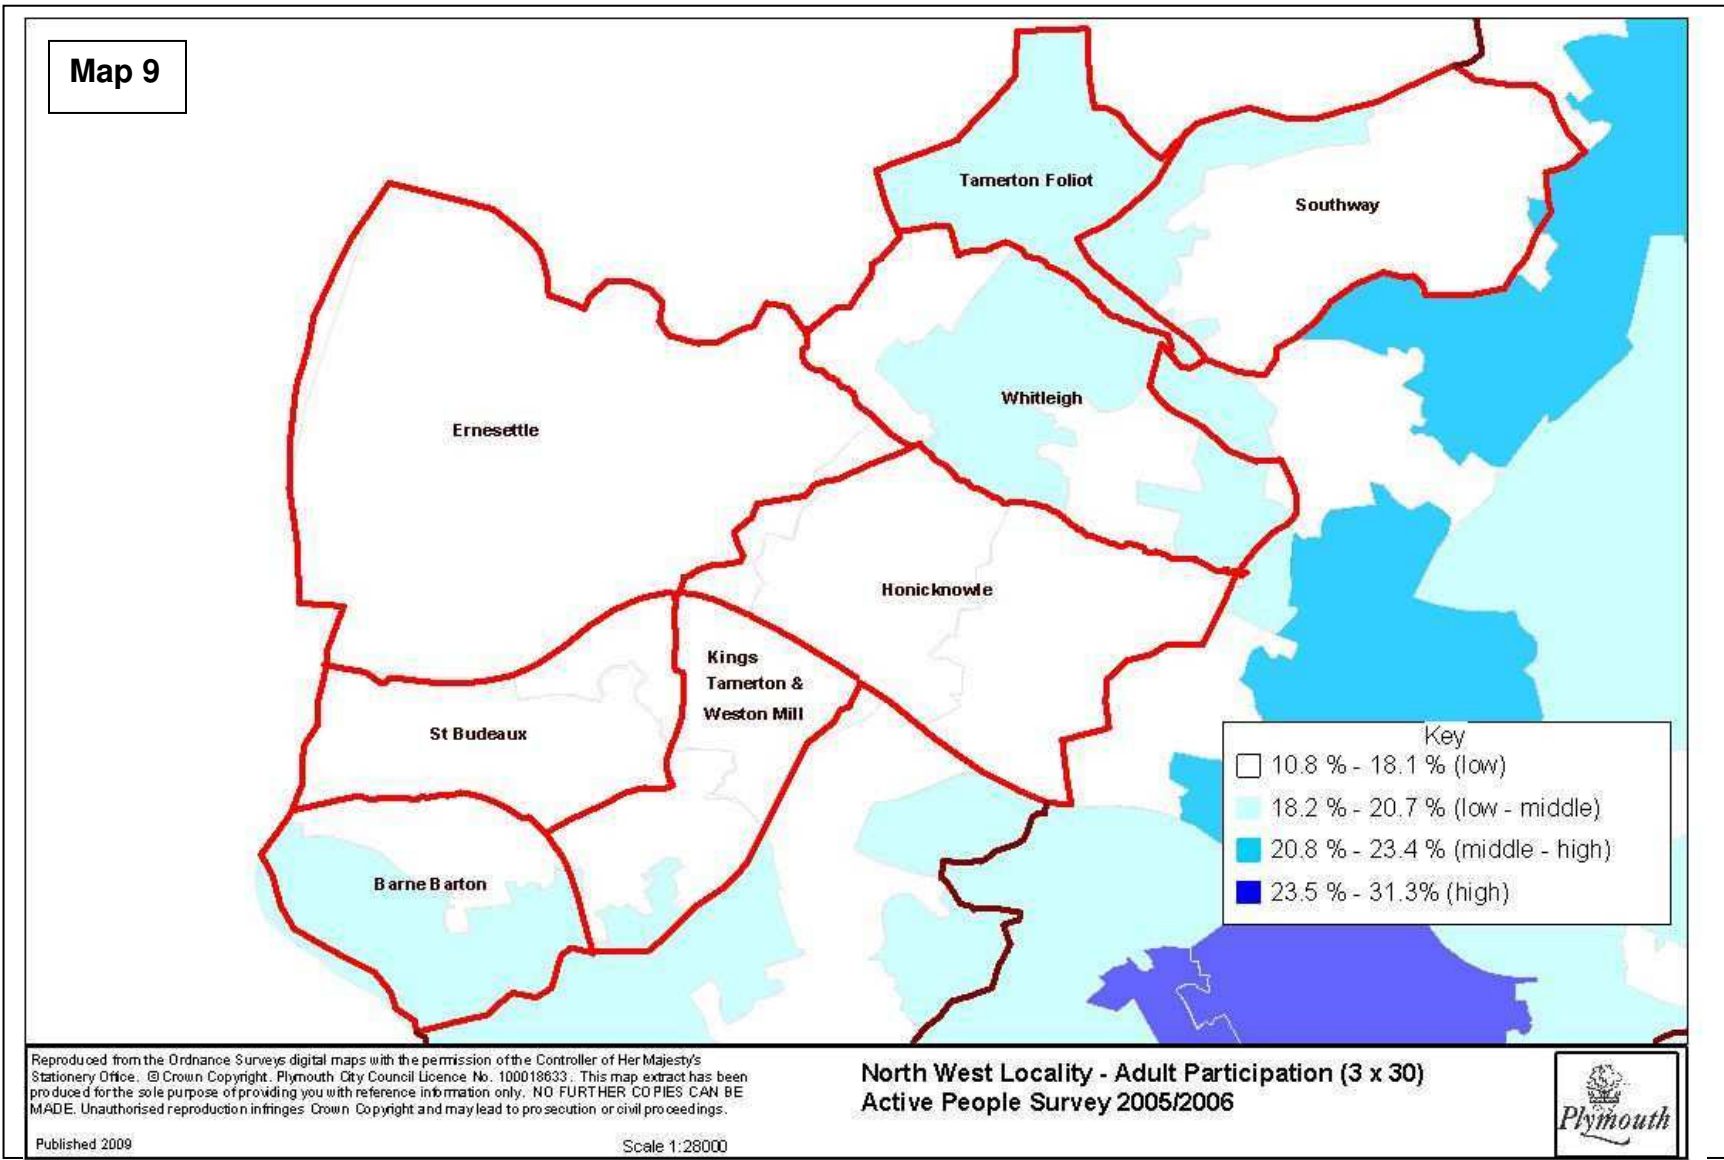 Map 9
Tamerton Foliot
Southway
Whitleigh
Ernesettle
Honicknowle
Kings
Tamerton &
Weston Mill
St Budeaux
Barne Barton
Key
10.8 % - 18.1 % (low)
18.2 % - 20.7 % (low - middle)
20.8 % - 23.4 % (middle - high)
23.5 % - 31.3% (high)
Reproduced from the Ordnance Surveys digital maps with the permission of the Controller of Her Majesty's
Stationery Office. © Crown Copyright. Plymouth City Council Licence No. 100018633. This map extract has been
produced for the sole purpose of providing you with reference information only. NO FURTHER COPIES CAN BE
MADE. Unauthorised reproduction infringes Crown Copyright and may lead to prosecution or civil proceedings.
Published 2009
Scale 1:28000
North West Locality - Adult Participation (3 x 30)
Active People Survey 2005/2006
Plymouth